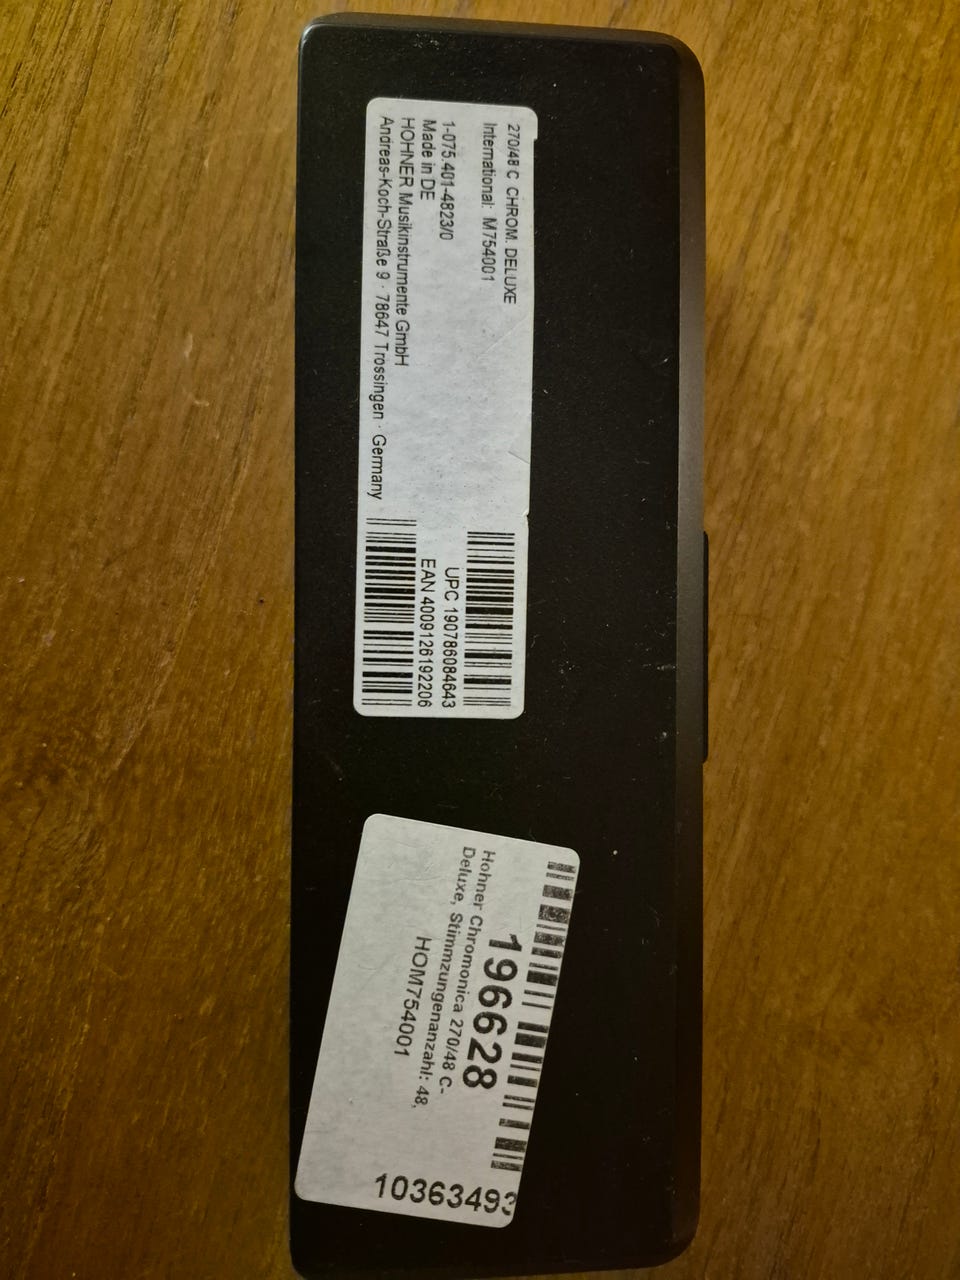 270/48 C  CHROM. DELUXE
International:  M754001
1-075.401-4823/0
Made in DE
HOHNER Musikinstrumente GmbH
Andreas-Koch-Straße 9 · 78647 Trossingen · Germany
UPC 190786084643
EAN 4009126192206
196628
Hohner Chromonica 270/48 C-
Deluxe, Stimmzungenanzahl: 48,
HOM754001
10363493